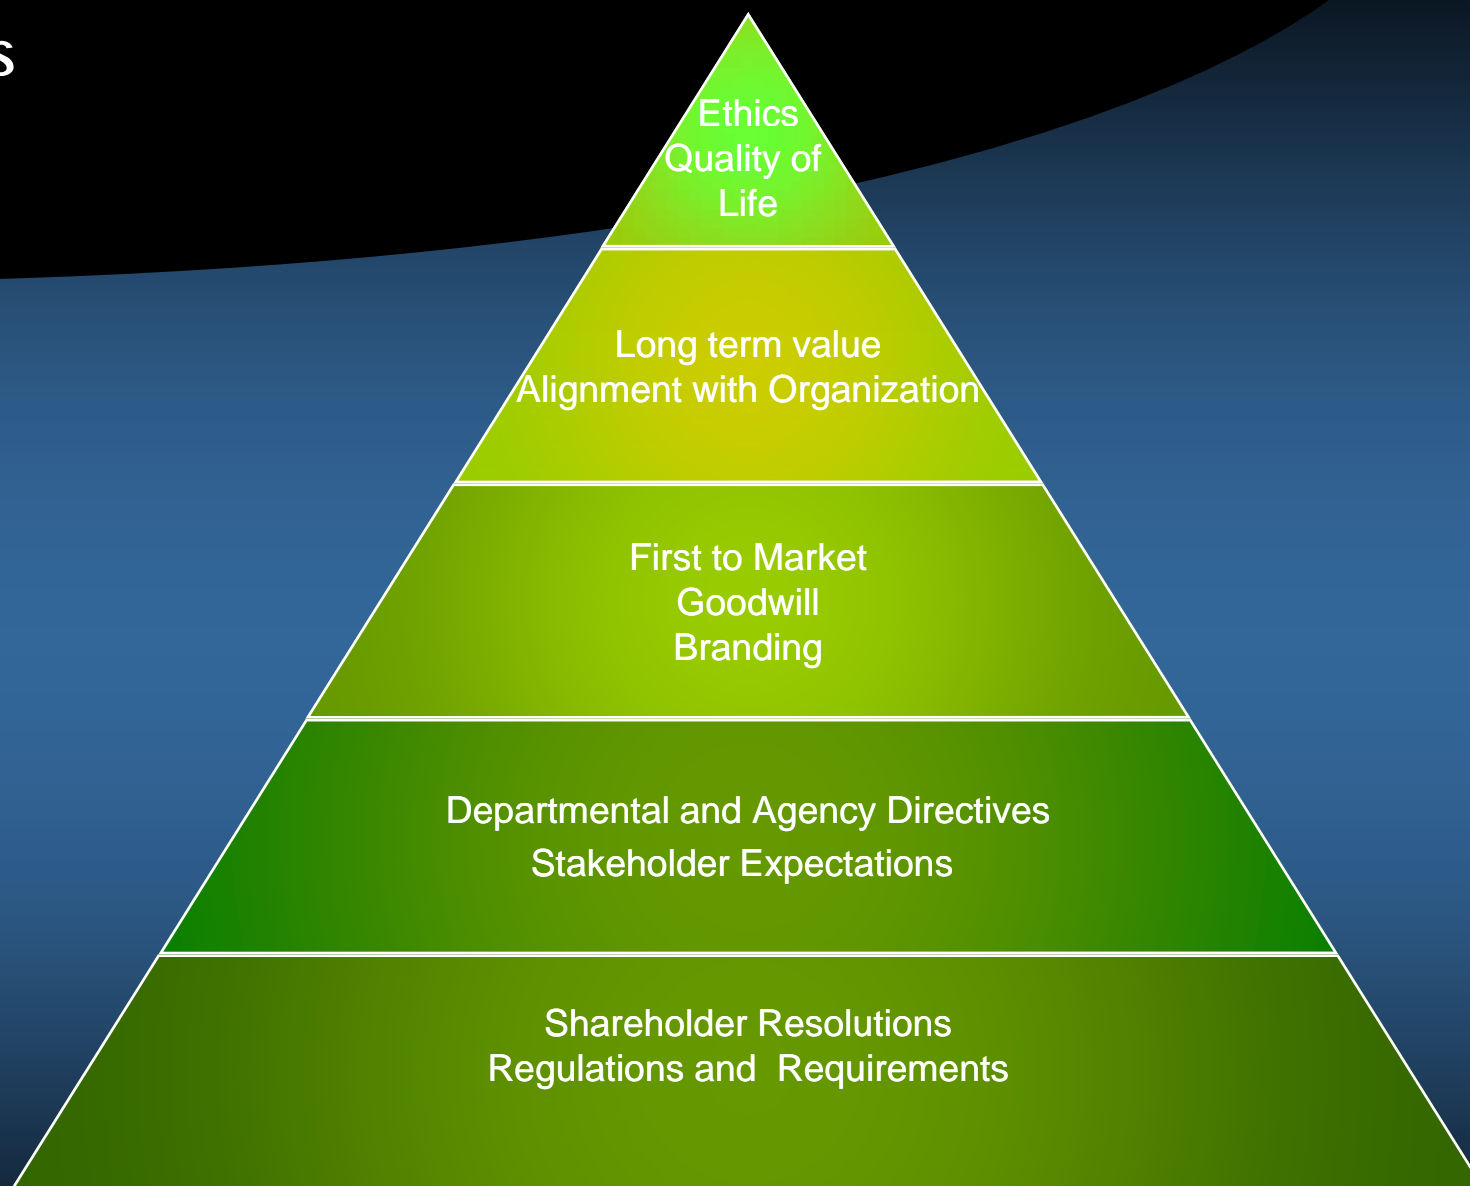 s
Ethics
Quality of
Life
Long term value
Alignment with Organization
First to Market
Goodwill
Branding
Departmental and Agency Directives
Stakeholder Expectations
Shareholder Resolutions
Regulations and  Requirements